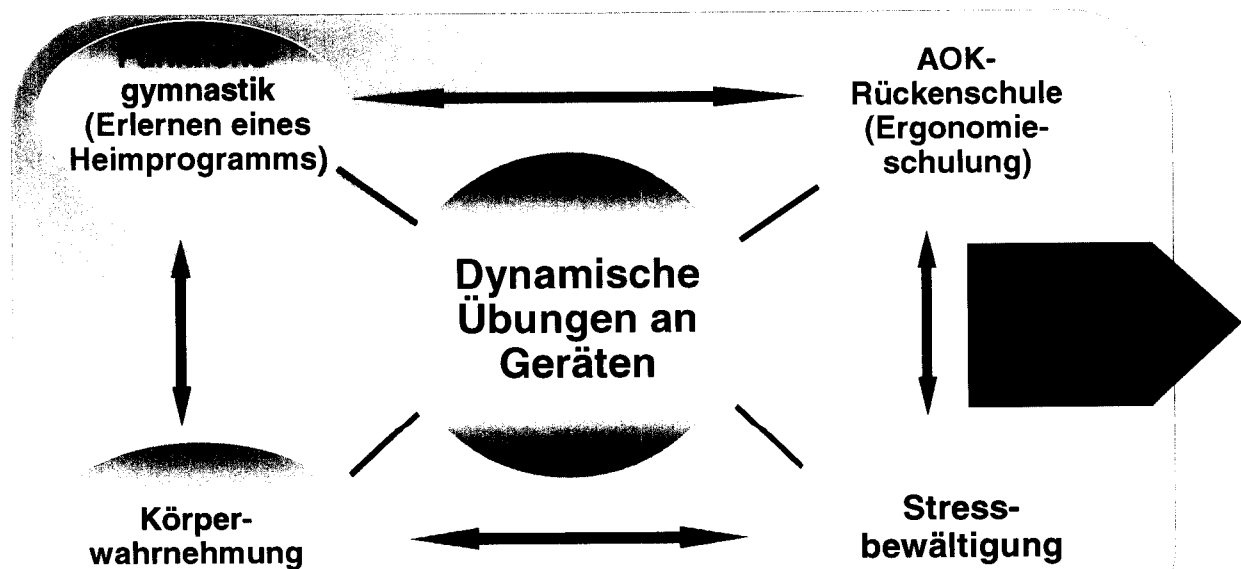 gymnastik
(Erlernen eines
Heimprogramms)
AOK-
Rückenschule
(Ergonomie-
schulung)
Dynamische
Übungen an
Geräten
Körper-
wahrnehmung
Stress-
bewältigung